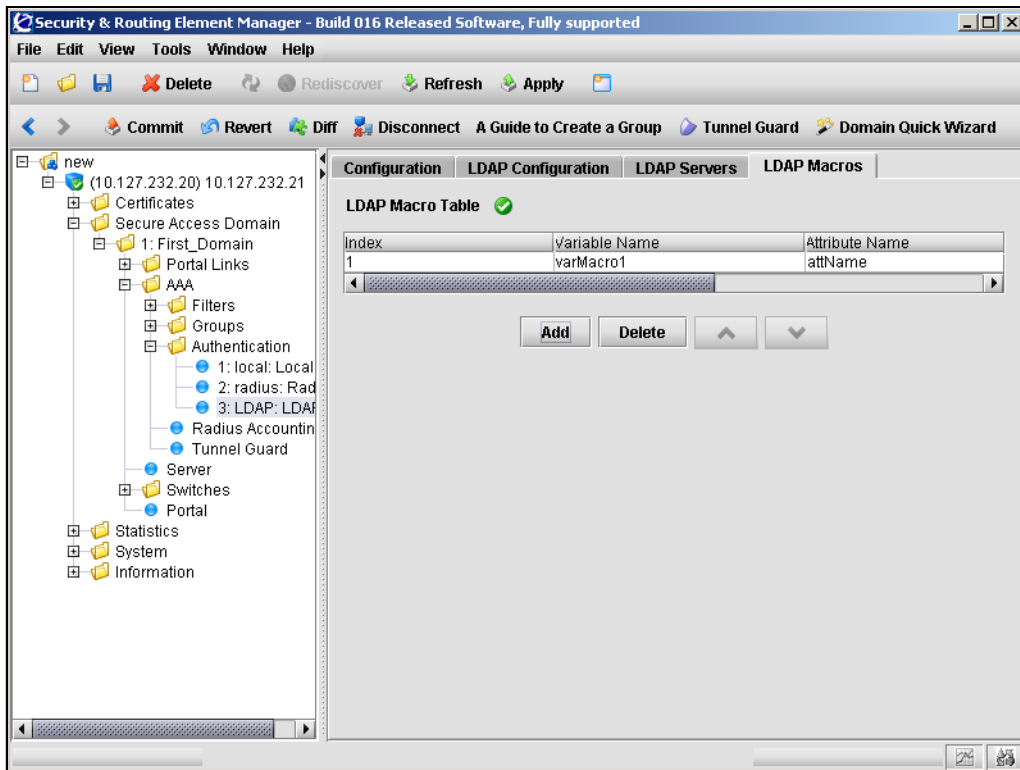 Security & Routing Element Manager - Build 016 Released Software, Fully supported
File Edit View Tools Window Help
Delete Rediscover Refresh Apply
Commit Revert Diff Disconnect A Guide to Create a Group Tunnel Guard Domain Quick Wizard
new
(10.127.232.20) 10.127.232.21
Certificates
Secure Access Domain
1: First_Domain
Portal Links
AAA
Filters
Groups
Authentication
1: local: Local
2: radius: Rad
3: LDAP: LDAP
Radius Accountin
Tunnel Guard
Server
Switches
Portal
Statistics
System
Information
Configuration LDAP Configuration LDAP Servers LDAP Macros
LDAP Macro Table
Index Variable Name Attribute Name
1 varMacro1 attName
Add Delete